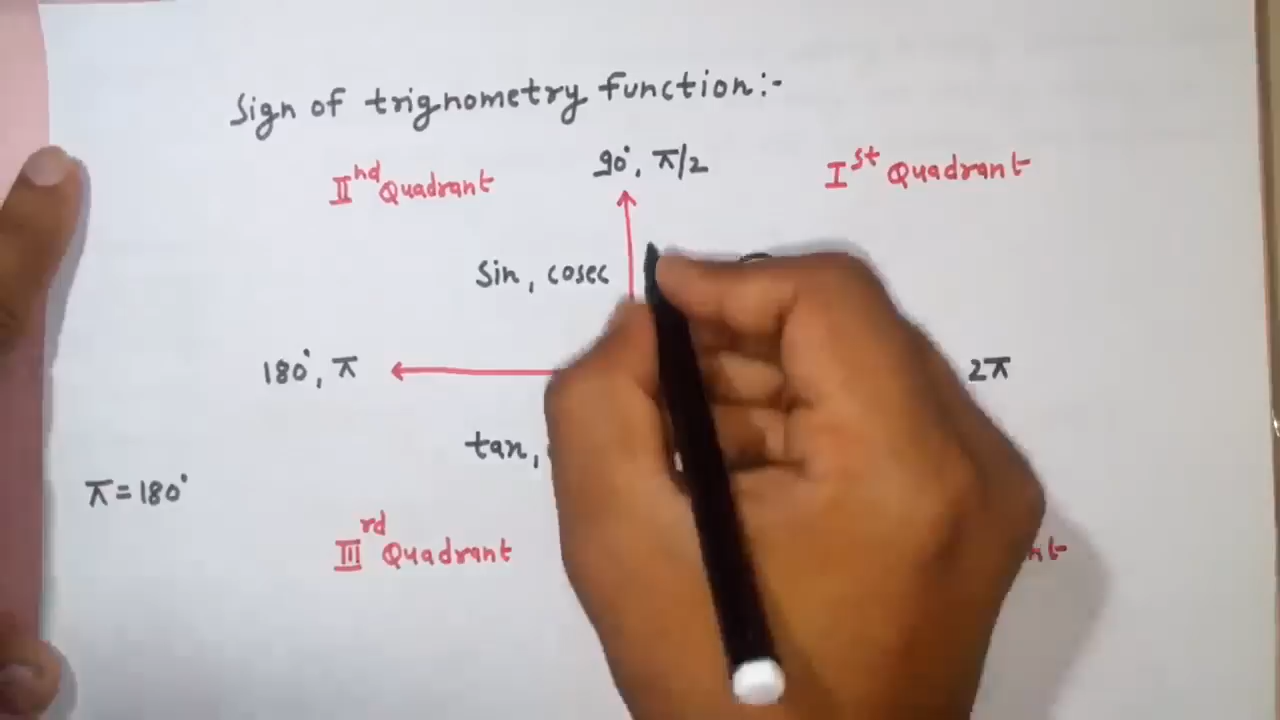 Sign of trignometry function:-
IInd Quadrant
90°, π/2
Ist Quadrant
Sin, cosec
180°, π
2π
tan,
π=180°
IIIrd Quadrant